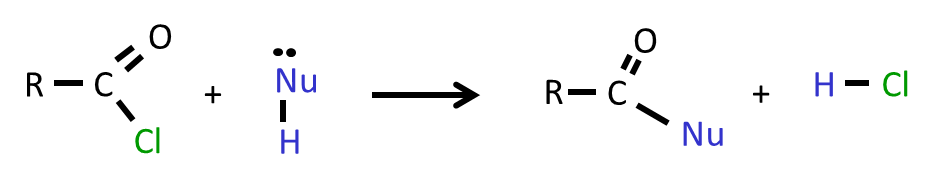 R C O Cl + Nu H R C O Nu + H Cl